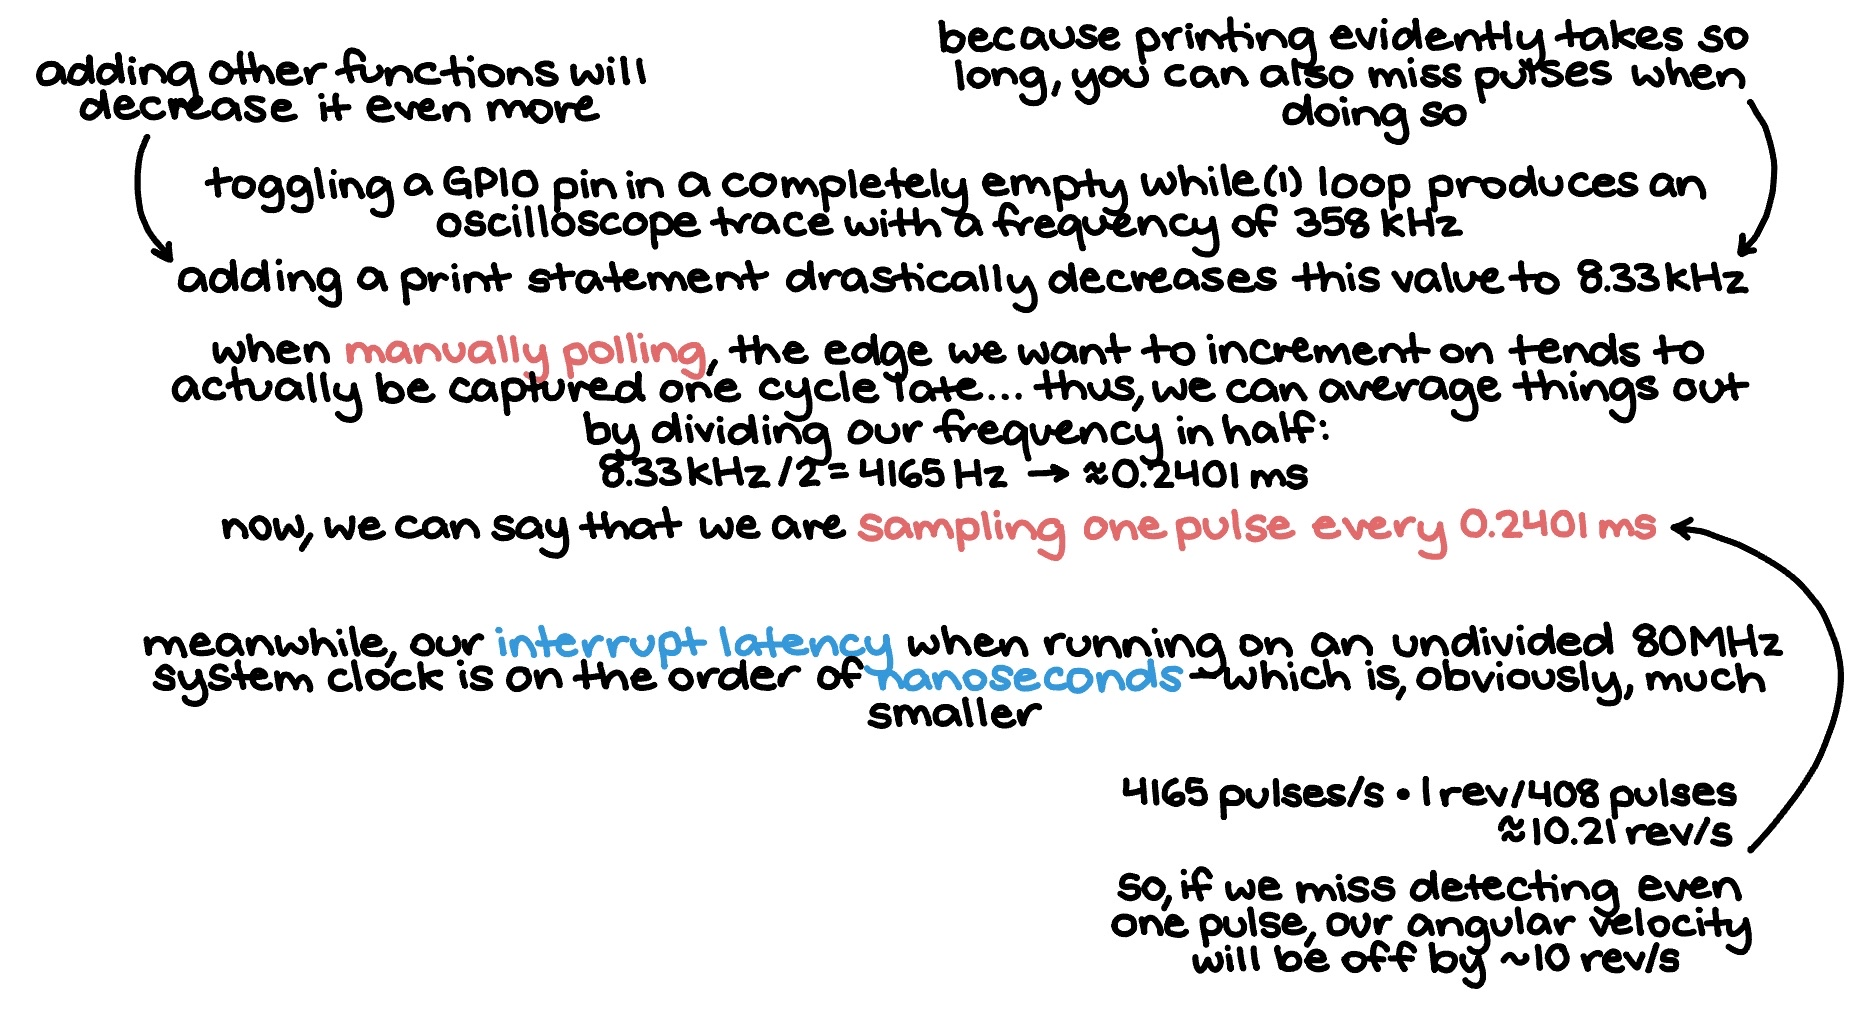 adding other functions will
decrease it even more
because printing evidently takes so
long, you can also miss pulses when
doing so
toggling a GPIO pin in a completely empty while(1) loop produces an
oscilloscope trace with a frequency of 358 kHz
adding a print statement drastically decreases this value to 8.33 kHz
when manually polling, the edge we want to increment on tends to
actually be captured one cycle late... thus, we can average things out
by dividing our frequency in half:
8.33 kHz / 2 = 4165 Hz → ≈0.2401 ms
now, we can say that we are sampling one pulse every 0.2401 ms
meanwhile, our interrupt latency when running on an undivided 80MHz
system clock is on the order of nanoseconds - which is, obviously, much
smaller
4165 pulses/s • 1 rev/408 pulses
≈10.21 rev/s
so, if we miss detecting even
one pulse, our angular velocity
will be off by ~10 rev/s